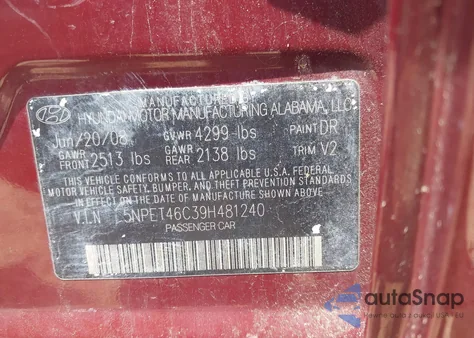 MANUFACTURED BY
HYUNDAI MOTOR MANUFACTURING ALABAMA, LLC
Jun/20/08 GVWR 4299 lbs PAINT DR
GAWR FRONT 2513 lbs GAWR REAR 2138 lbs TRIM V2
THIS VEHICLE CONFORMS TO ALL APPLICABLE U.S.A. FEDERAL
MOTOR VEHICLE SAFETY, BUMPER, AND THEFT PREVENTION STANDARDS
IN EFFECT ON THE DATE OF MANUFACTURE SHOWN ABOVE.
V.I.N : 5NPET46C39H481240
PASSENGER CAR
autoSnap